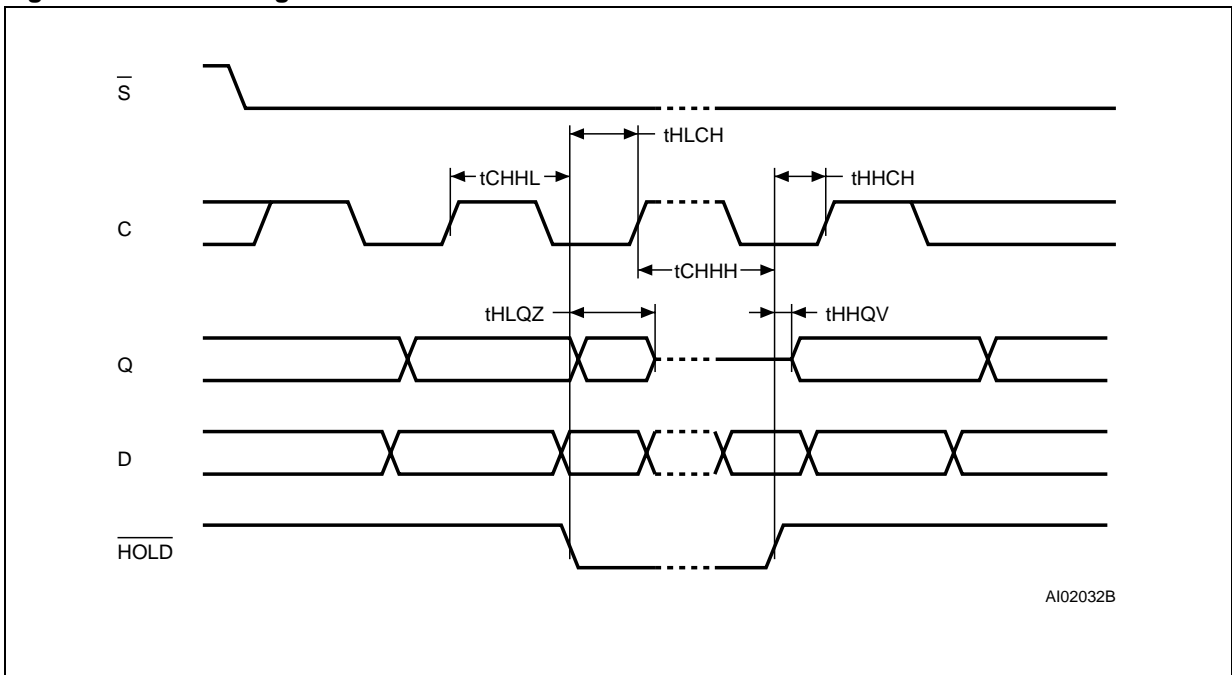 S
tHLCH
tCHHL
tHHCH
C
tCHHH
tHLQZ
tHHQV
Q
D
HOLD
AI02032B